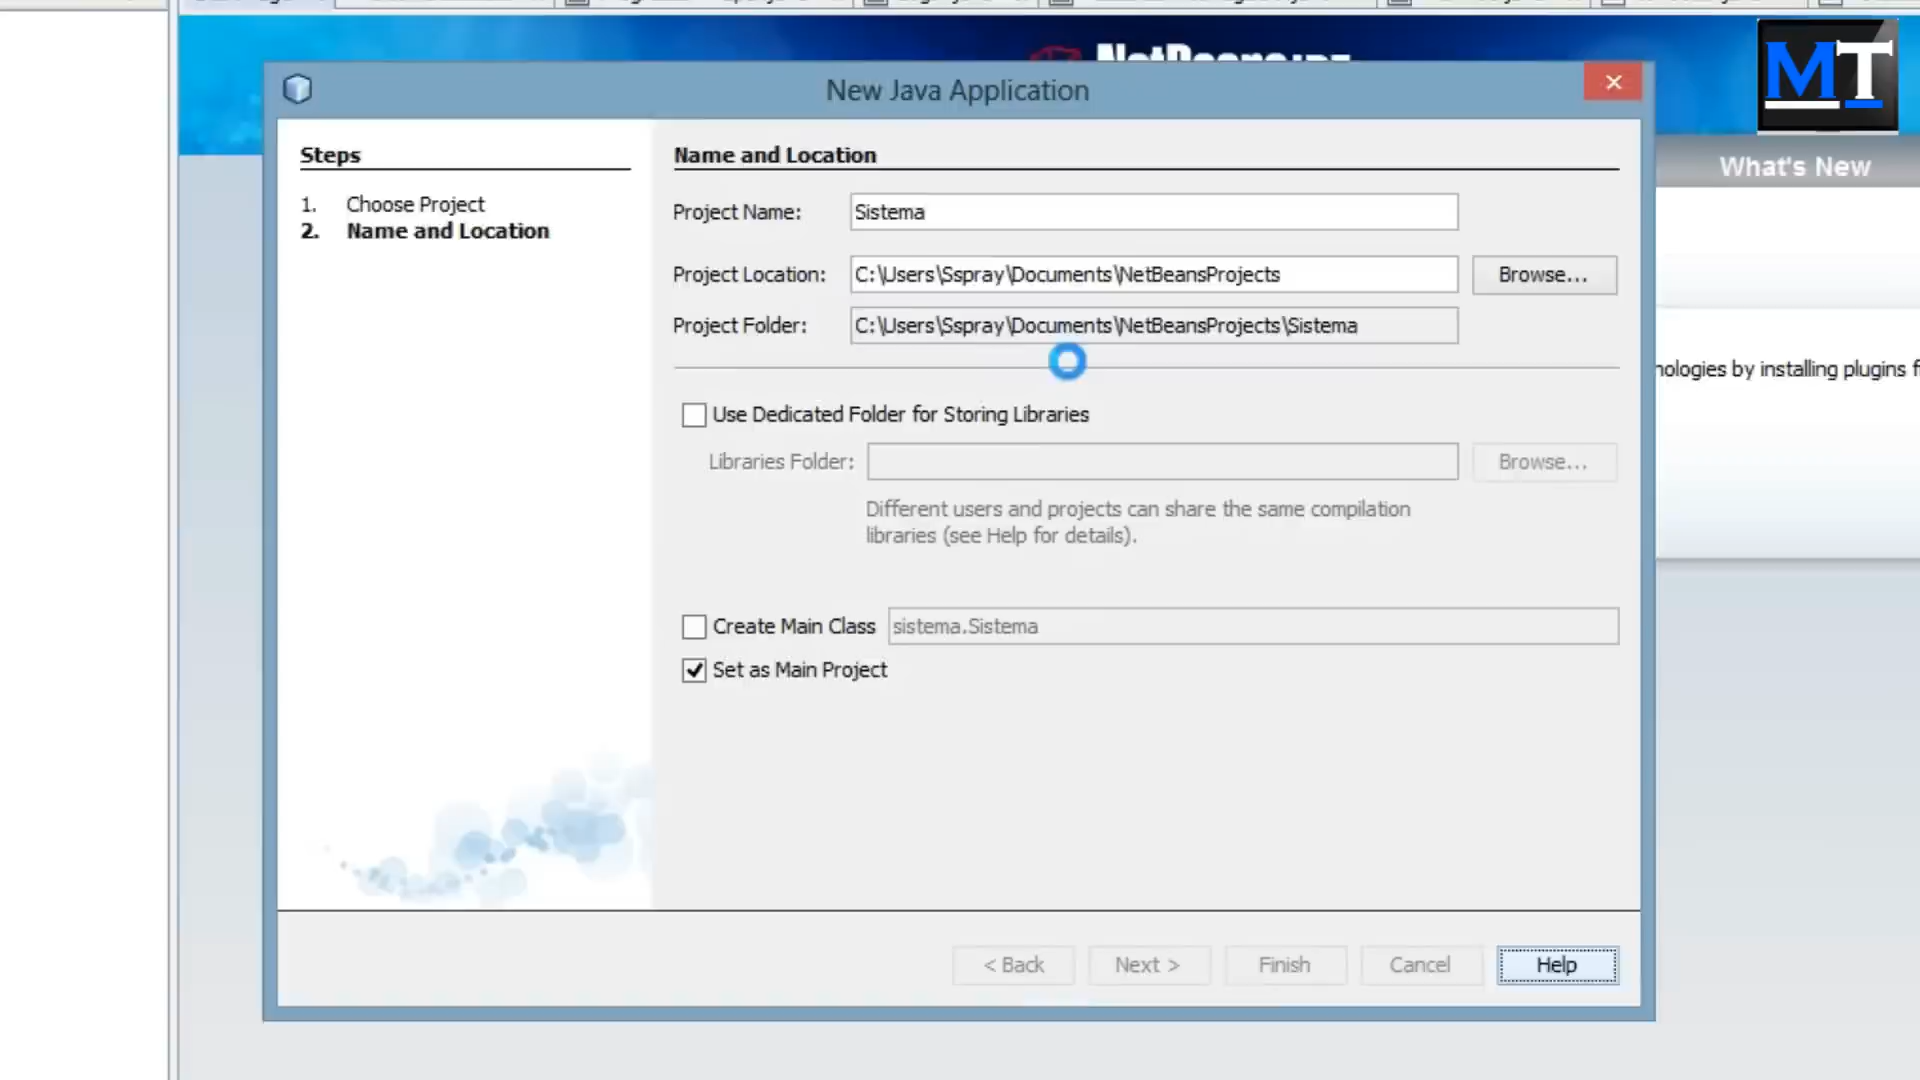 NetBeans IDE
MT
New Java Application
What's New
Steps
1. Choose Project
2. Name and Location
Name and Location
Project Name: Sistema
Project Location: C:\Users\Sspray\Documents\NetBeansProjects Browse...
Project Folder: C:\Users\Sspray\Documents\NetBeansProjects\Sistema
nologies by installing plugins f
Use Dedicated Folder for Storing Libraries
Libraries Folder: Browse...
Different users and projects can share the same compilation
libraries (see Help for details).
Create Main Class sistema.Sistema
Set as Main Project
< Back Next > Finish Cancel Help